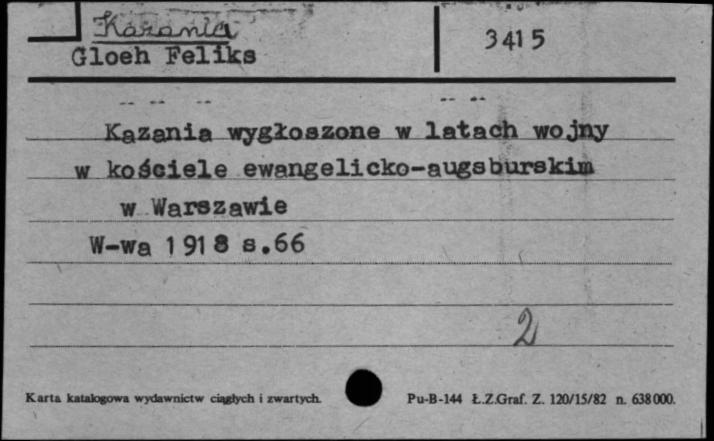 Kazania
Gloeh Feliks
3415
Kazania wygłoszone w latach wojny
w kościele ewangelicko-augsburskim
w Warszawie
W-wa 1918 s.66
2
Karta katalogowa wydawnictw ciągłych i zwartych. Pu-B-144 Ł.Z.Graf. Z. 120/15/82 n. 638000.